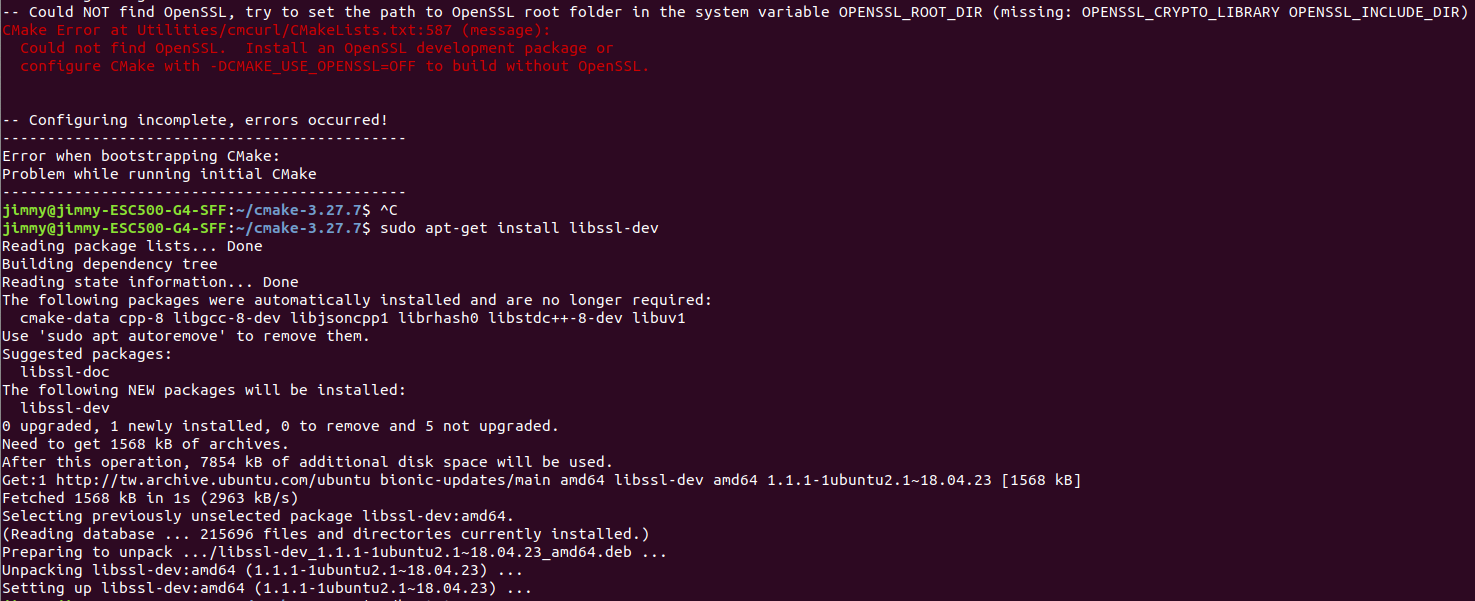 -- Could NOT find OpenSSL, try to set the path to OpenSSL root folder in the system variable OPENSSL_ROOT_DIR (missing: OPENSSL_CRYPTO_LIBRARY OPENSSL_INCLUDE_DIR)
CMake Error at Utilities/cmcurl/CMakeLists.txt:587 (message):
  Could not find OpenSSL.  Install an OpenSSL development package or
  configure CMake with -DCMAKE_USE_OPENSSL=OFF to build without OpenSSL.
-- Configuring incomplete, errors occurred!
---------------------------------------------
Error when bootstrapping CMake:
Problem while running initial CMake
---------------------------------------------
jimmy@jimmy-ESC500-G4-SFF:~/cmake-3.27.7$ ^C
jimmy@jimmy-ESC500-G4-SFF:~/cmake-3.27.7$ sudo apt-get install libssl-dev
Reading package lists... Done
Building dependency tree
Reading state information... Done
The following packages were automatically installed and are no longer required:
  cmake-data cpp-8 libgcc-8-dev libjsoncpp1 librhash0 libstdc++-8-dev libuv1
Use 'sudo apt autoremove' to remove them.
Suggested packages:
  libssl-doc
The following NEW packages will be installed:
  libssl-dev
0 upgraded, 1 newly installed, 0 to remove and 5 not upgraded.
Need to get 1568 kB of archives.
After this operation, 7854 kB of additional disk space will be used.
Get:1 http://tw.archive.ubuntu.com/ubuntu bionic-updates/main amd64 libssl-dev amd64 1.1.1-1ubuntu2.1~18.04.23 [1568 kB]
Fetched 1568 kB in 1s (2963 kB/s)
Selecting previously unselected package libssl-dev:amd64.
(Reading database ... 215696 files and directories currently installed.)
Preparing to unpack .../libssl-dev_1.1.1-1ubuntu2.1~18.04.23_amd64.deb ...
Unpacking libssl-dev:amd64 (1.1.1-1ubuntu2.1~18.04.23) ...
Setting up libssl-dev:amd64 (1.1.1-1ubuntu2.1~18.04.23) ...